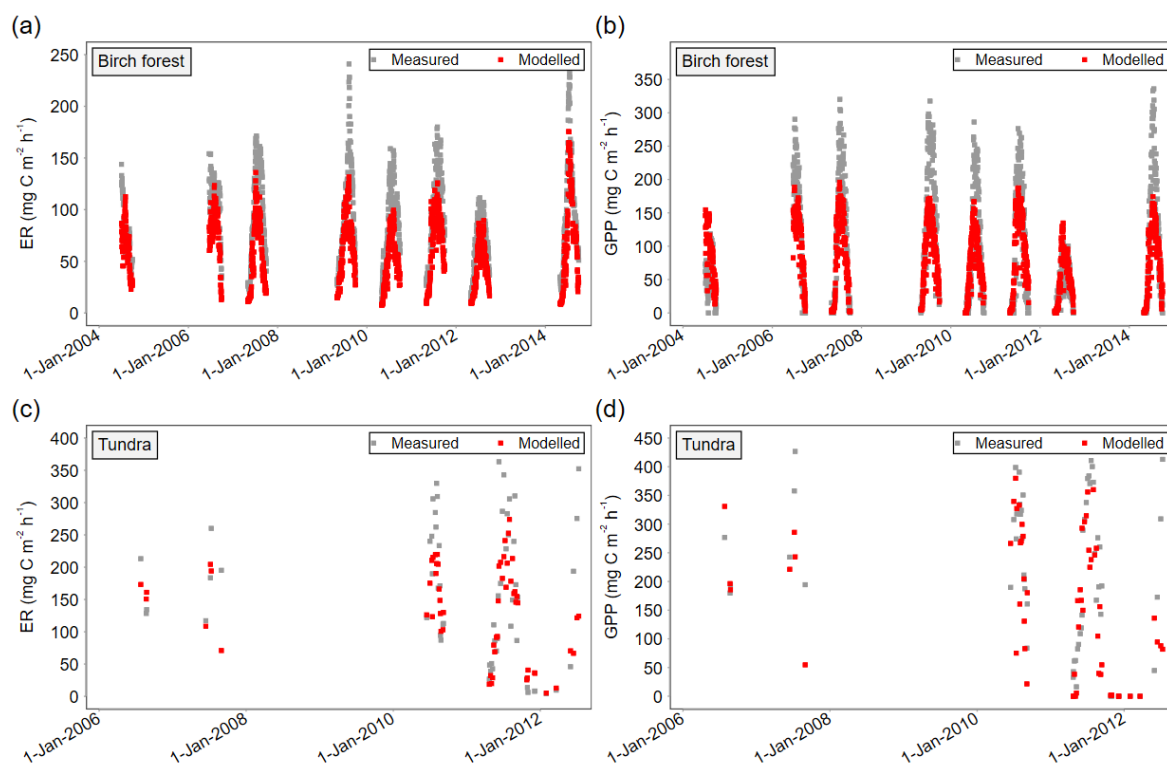 (a)
Birch forest
Measured
Modelled
ER (mg C m⁻² h⁻¹)
250
200
150
100
50
0
1-Jan-2004
1-Jan-2006
1-Jan-2008
1-Jan-2010
1-Jan-2012
1-Jan-2014
(b)
Birch forest
Measured
Modelled
GPP (mg C m⁻² h⁻¹)
350
300
250
200
150
100
50
0
1-Jan-2004
1-Jan-2006
1-Jan-2008
1-Jan-2010
1-Jan-2012
1-Jan-2014
(c)
Tundra
Measured
Modelled
ER (mg C m⁻² h⁻¹)
400
350
300
250
200
150
100
50
0
1-Jan-2006
1-Jan-2008
1-Jan-2010
1-Jan-2012
(d)
Tundra
Measured
Modelled
GPP (mg C m⁻² h⁻¹)
450
400
350
300
250
200
150
100
50
0
1-Jan-2006
1-Jan-2008
1-Jan-2010
1-Jan-2012